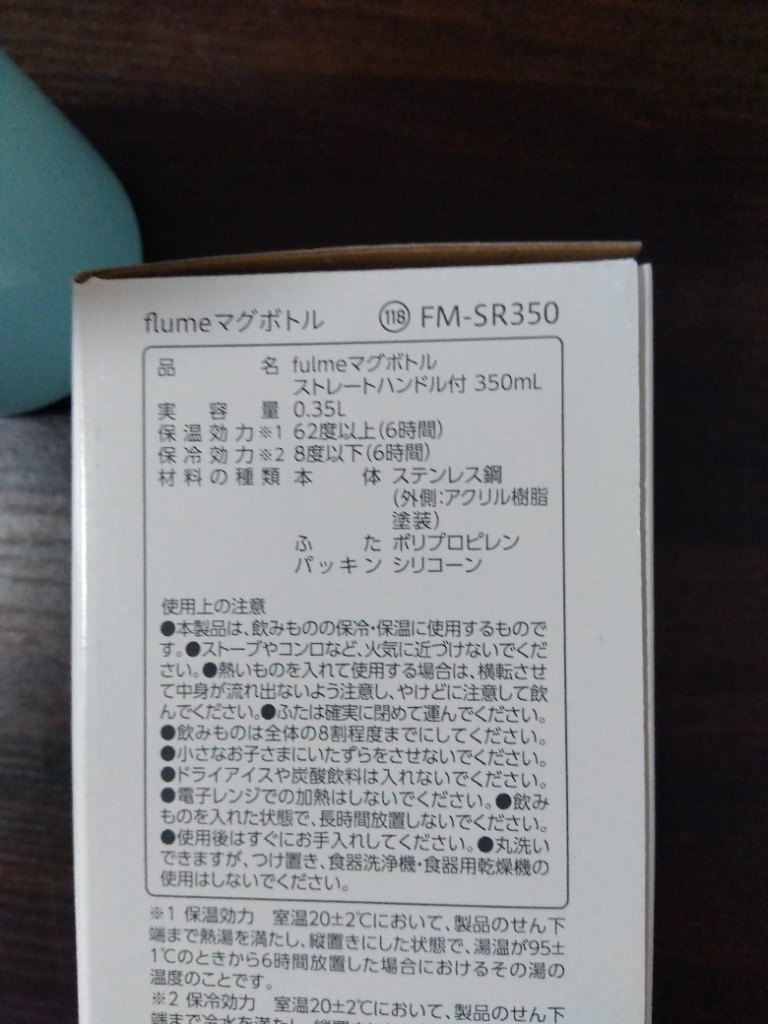 flumeマグボトル 118 FM-SR350
品名 fulmeマグボトル
ストレートハンドル付 350mL
実容量 0.35L
保温効力※1 62度以上(6時間)
保冷効力※2 8度以下(6時間)
材料の種類 本体 ステンレス鋼
(外側:アクリル樹脂
塗装)
ふた ポリプロピレン
パッキン シリコーン
使用上の注意
●本製品は、飲みものの保冷・保温に使用するもので
す。●ストーブやコンロなど、火気に近づけないでくだ
さい。●熱いものを入れて使用する場合は、横転させ
て中身が流れ出ないよう注意し、やけどに注意して飲
んでください。●ふたは確実に閉めて運んでください。
●飲みものは全体の8割程度までにしてください。
●小さなお子さまにいたずらをさせないでください。
●ドライアイスや炭酸飲料は入れないでください。
●電子レンジでの加熱はしないでください。●飲み
ものを入れた状態で、長時間放置しないでください。
●使用後はすぐにお手入れしてください。●丸洗い
できますが、つけ置き、食器洗浄機・食器用乾燥機の
使用はしないでください。
※1 保温効力 室温20±2℃において、製品のせん下
端まで熱湯を満たし、縦置きにした状態で、湯温が95±
1℃のときから6時間放置した場合におけるその湯の
温度のことです。
※2 保冷効力 室温20±2℃において、製品のせん下
端まで冷水を満たし、縦置き